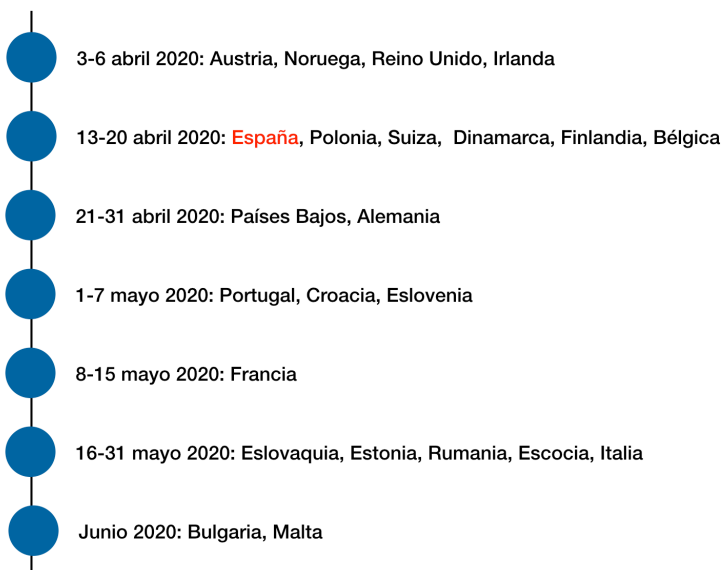 3-6 abril 2020: Austria, Noruega, Reino Unido, Irlanda
13-20 abril 2020: España, Polonia, Suiza,  Dinamarca, Finlandia, Bélgica
21-31 abril 2020: Países Bajos, Alemania
1-7 mayo 2020: Portugal, Croacia, Eslovenia
8-15 mayo 2020: Francia
16-31 mayo 2020: Eslovaquia, Estonia, Rumania, Escocia, Italia
Junio 2020: Bulgaria, Malta